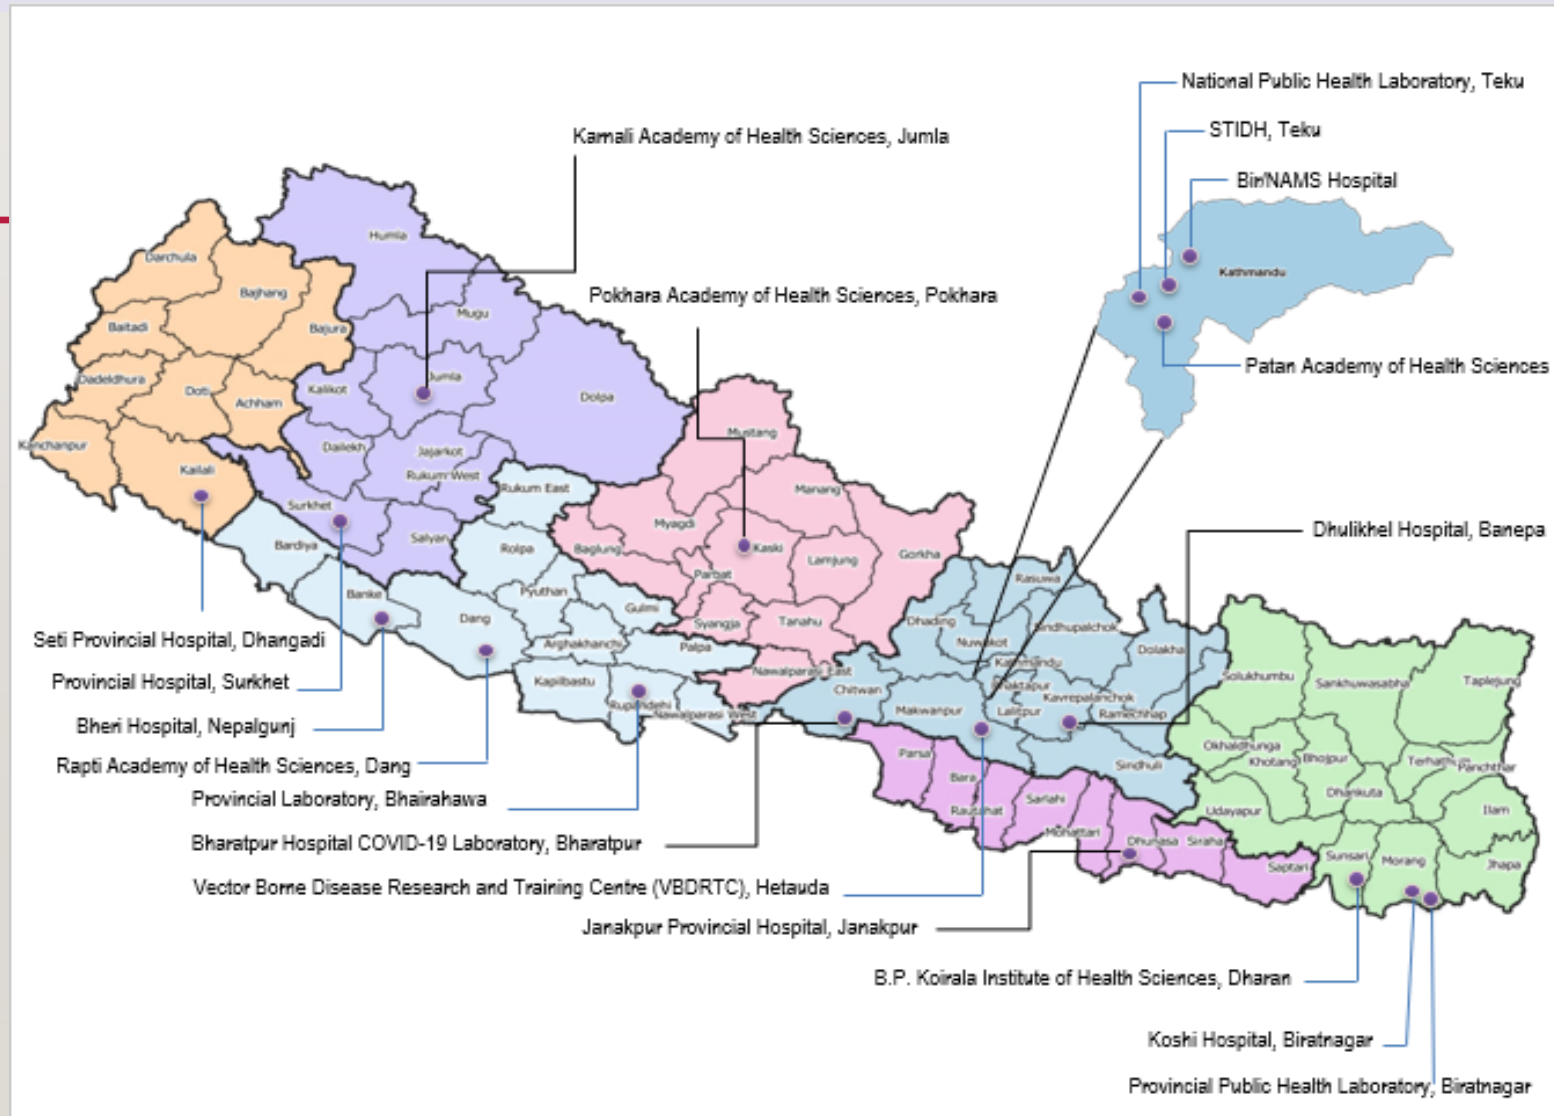 National Public Health Laboratory, Teku
STIDH, Teku
Karnali Academy of Health Sciences, Jumla
Bir/NAMS Hospital
Humla
Darchula
Kathmandu
Bajhang
Pokhara Academy of Health Sciences, Pokhara
Mugu
Baitadi
Bajura
Patan Academy of Health Sciences
Dadeldhura
Doti
Jumla
Kalikot
Achham
Dolpa
Mustang
Kanchanpur
Dailekh
Jajarkot
Kailali
Rukum West
Rukum East
Manang
Surkhet
Myagdi
Dhulikhel Hospital, Banepa
Salyan
Bardiya
Rolpa
Baglung
Kaski
Lamjung
Gorkha
Parbat
Rasuwa
Banke
Pyuthan
Gulmi
Dang
Syangja
Tanahu
Dhading
Sindhupalchok
Seti Provincial Hospital, Dhangadi
Arghakhanchi
Palpa
Nuwakot
Dolakha
Kathmandu
Nawalparasi East
Solukhumbu
Sankhuwasabha
Taplejung
Provincial Hospital, Surkhet
Kapilbastu
Chitwan
Bhaktapur
Kavrepalanchok
Rupandehi
Nawalparasi West
Makwanpur
Lalitpur
Ramechhap
Bheri Hospital, Nepalgunj
Okhaldhunga
Parsa
Khotang
Bhojpur
Terhathum
Panchthar
Rapti Academy of Health Sciences, Dang
Sindhuli
Bara
Dhankuta
Provincial Laboratory, Bhairahawa
Sarlahi
Rautahat
Udayapur
Ilam
Mohattari
Bharatpur Hospital COVID-19 Laboratory, Bharatpur
Dhunasa
Siraha
Sunsari
Morang
Jhapa
Saptari
Vector Borne Disease Research and Training Centre (VBDRTC), Hetauda
Janakpur Provincial Hospital, Janakpur
B.P. Koirala Institute of Health Sciences, Dharan
Koshi Hospital, Biratnagar
Provincial Public Health Laboratory, Biratnagar